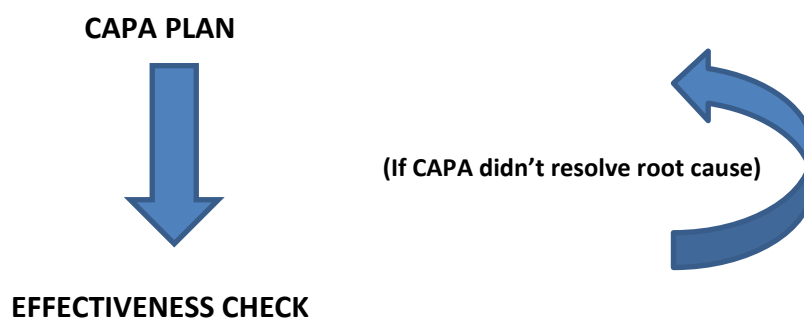 CAPA PLAN
(If CAPA didn’t resolve root cause)
EFFECTIVENESS CHECK